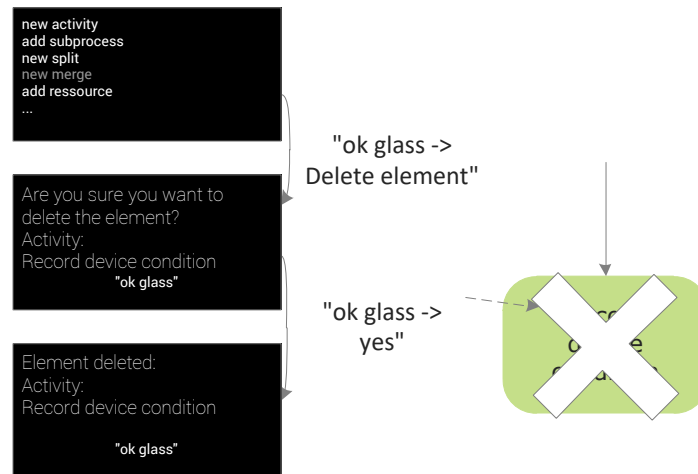 new activity
add subprocess
new split
new merge
add ressource
...
"ok glass ->
Delete element"
Are you sure you want to
delete the element?
Activity:
Record device condition
"ok glass"
"ok glass ->
yes"
Element deleted:
Activity:
Record device condition
"ok glass"